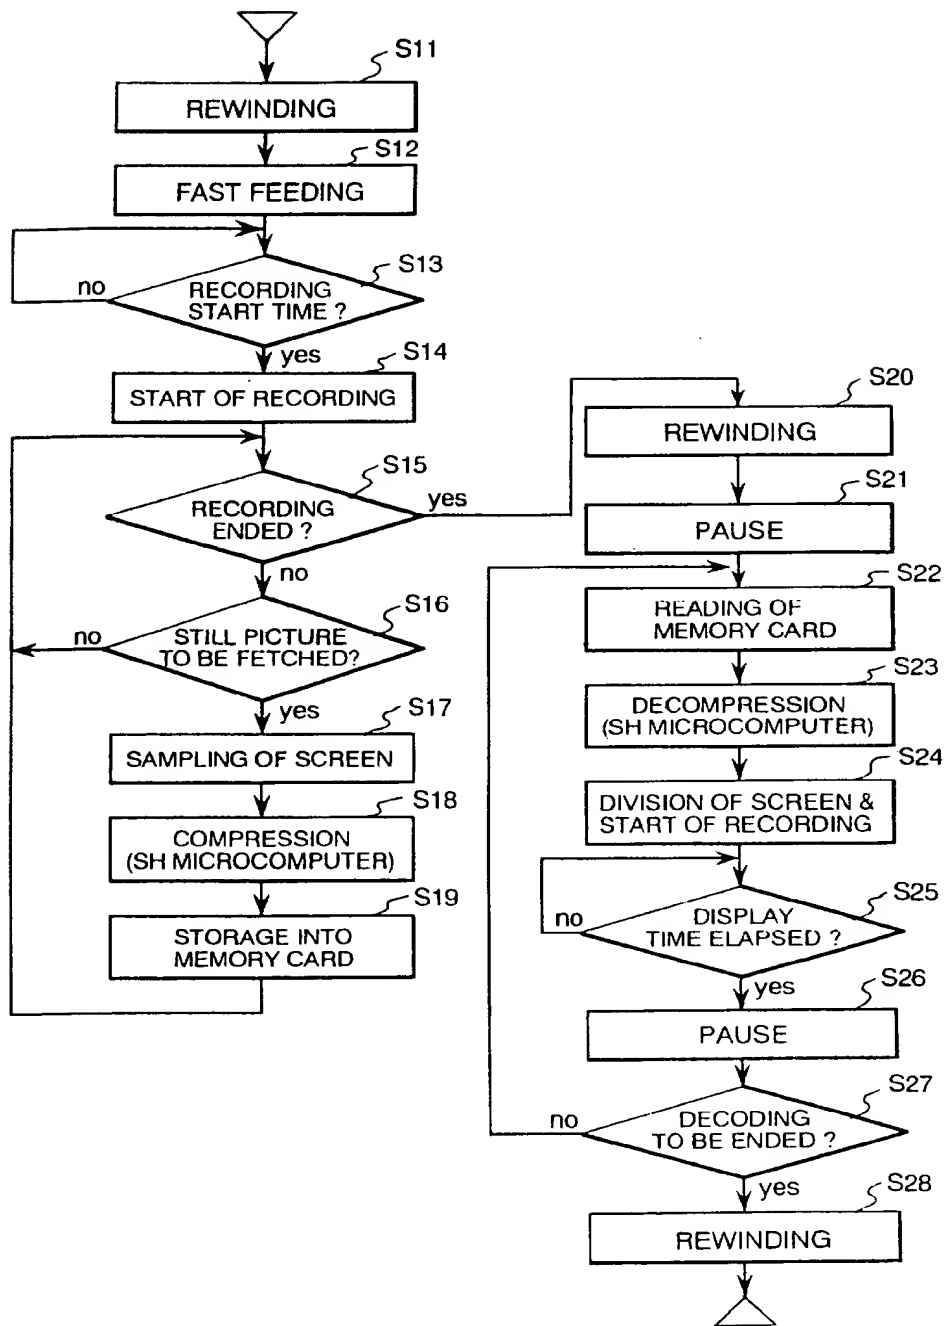 S11
REWINDING
S12
FAST FEEDING
S13
RECORDING
START TIME ?
no
yes
S14
START OF RECORDING
S15
RECORDING
ENDED ?
yes
no
S16
STILL PICTURE
TO BE FETCHED?
no
yes
S17
SAMPLING OF SCREEN
S18
COMPRESSION
(SH MICROCOMPUTER)
S19
STORAGE INTO
MEMORY CARD
S20
REWINDING
S21
PAUSE
S22
READING OF
MEMORY CARD
S23
DECOMPRESSION
(SH MICROCOMPUTER)
S24
DIVISION OF SCREEN &
START OF RECORDING
S25
DISPLAY
TIME ELAPSED ?
no
yes
S26
PAUSE
S27
DECODING
TO BE ENDED ?
no
yes
S28
REWINDING